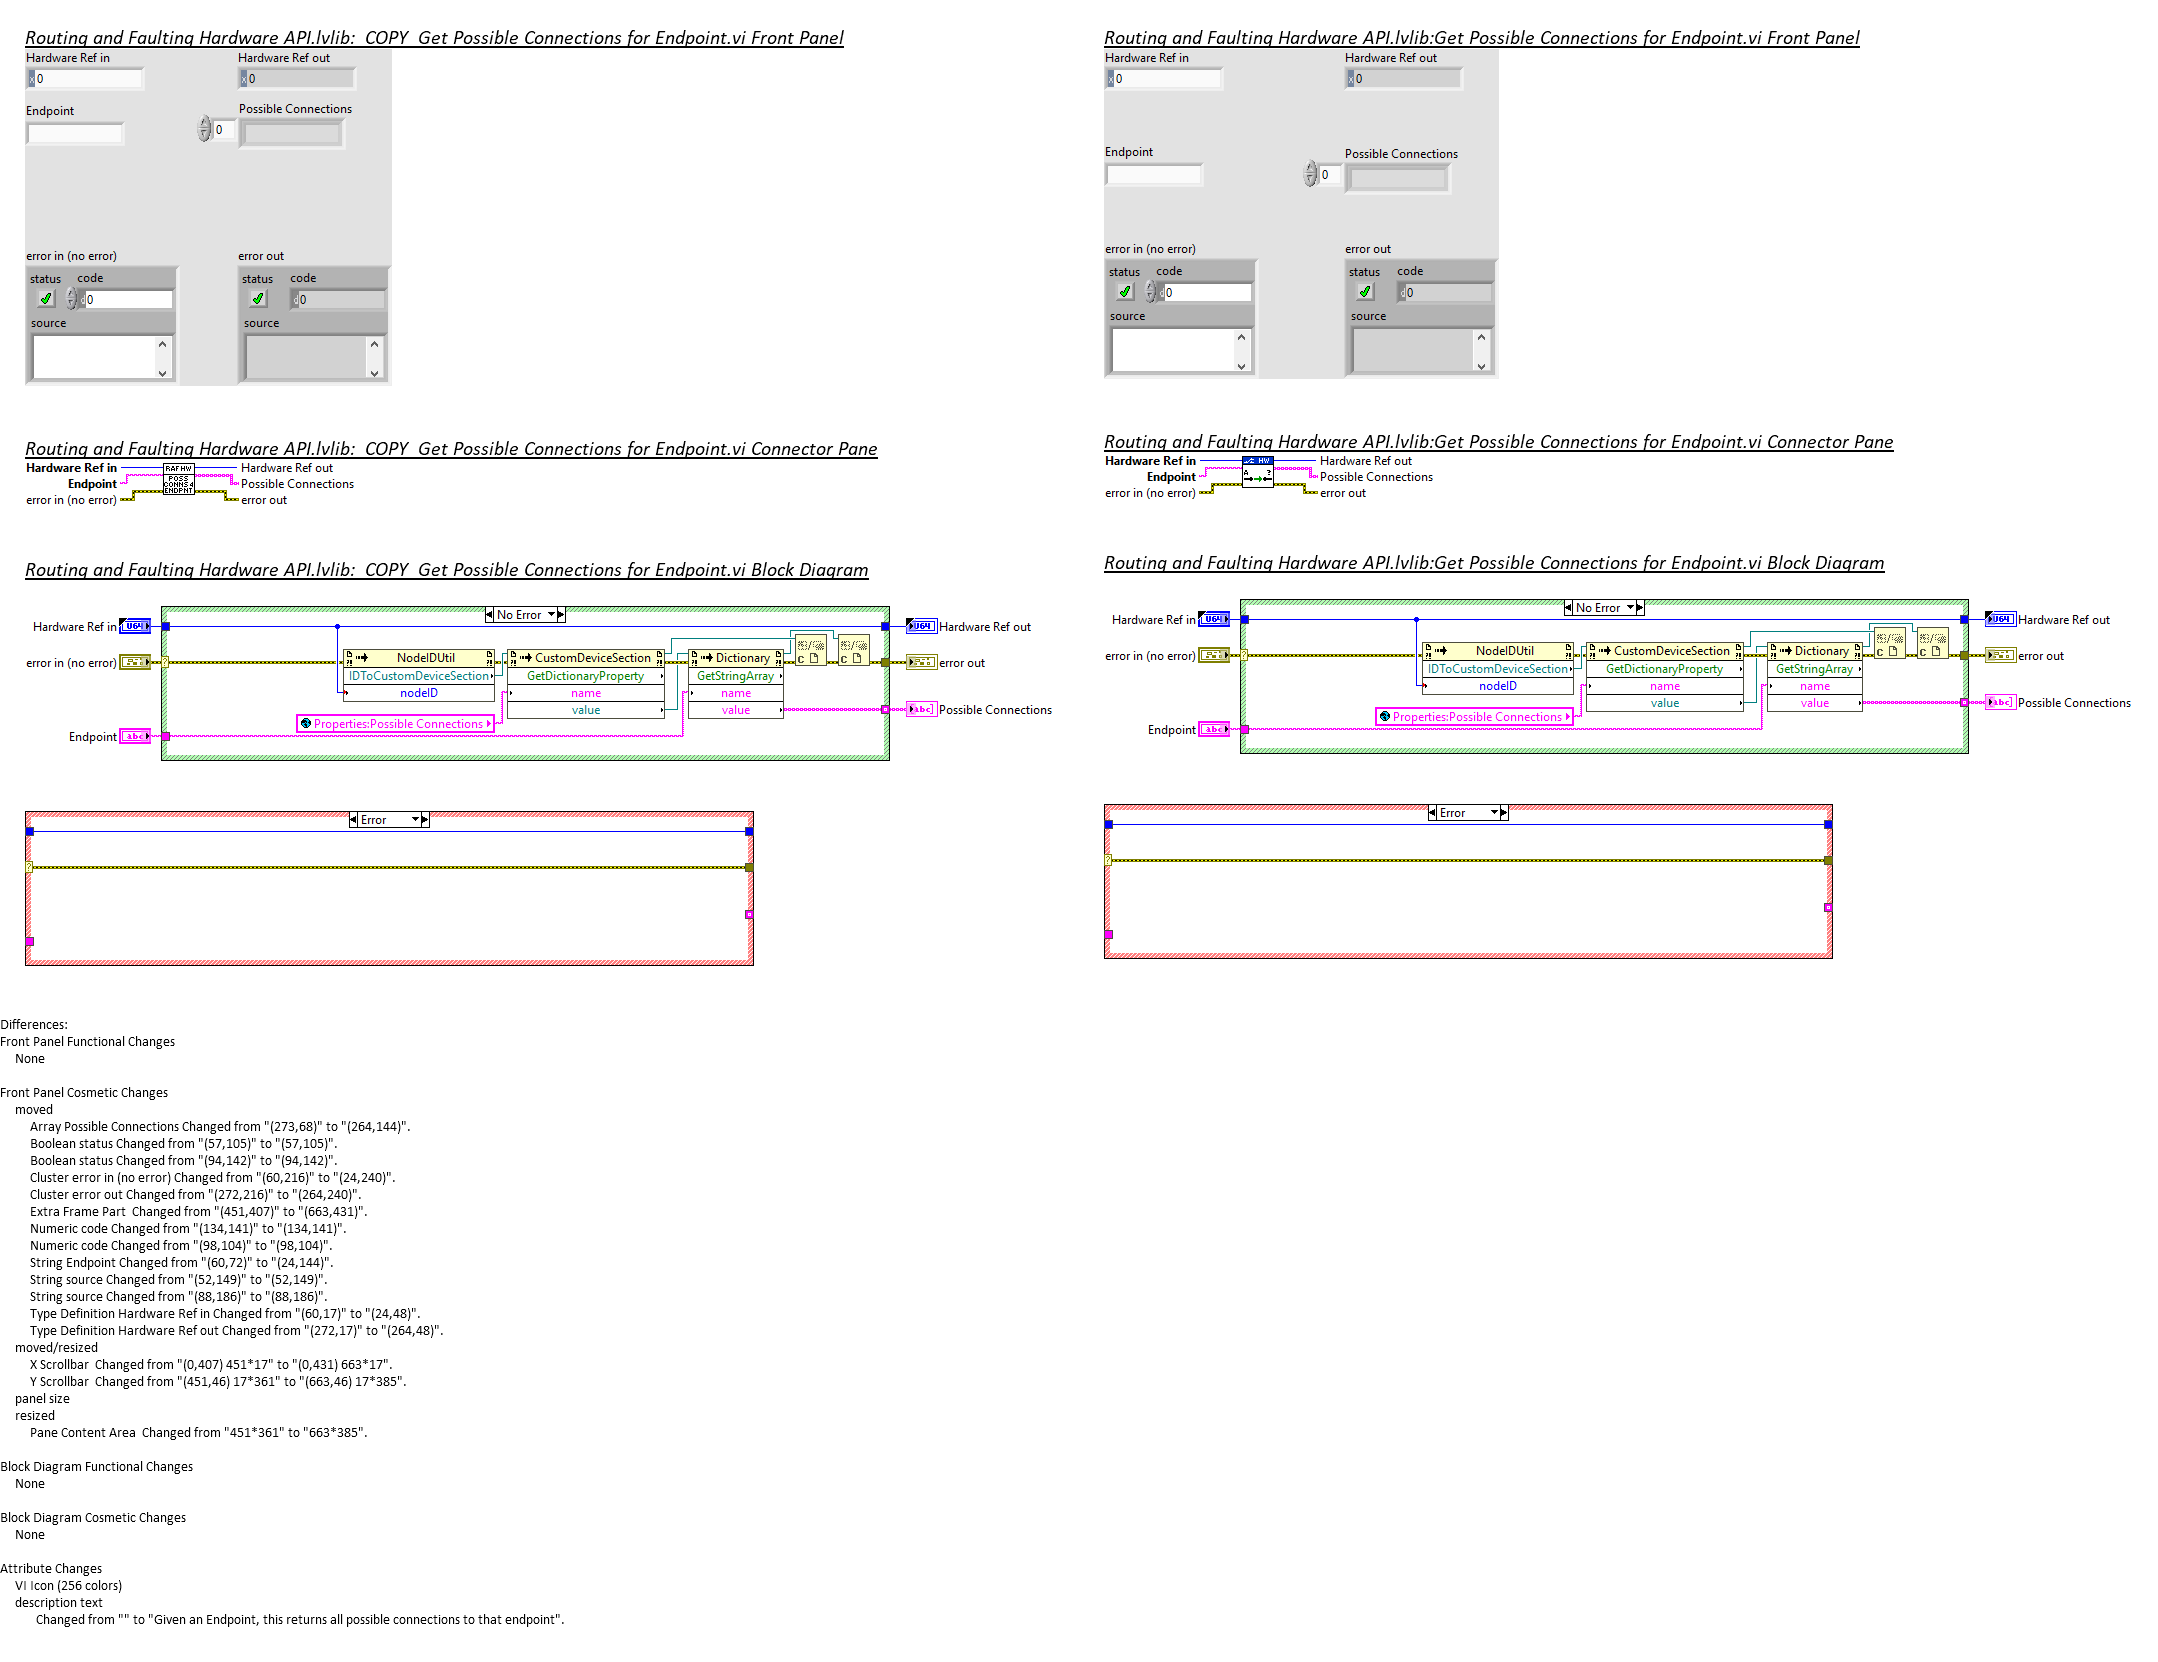 Routing and Faulting Hardware API.lvlib:_COPY_Get Possible Connections for Endpoint.vi Front Panel
Hardware Ref in
Hardware Ref out
x 0
x 0
Endpoint
Possible Connections
0
error in (no error)
error out
status
code
status
code
d 0
d 0
source
source
Routing and Faulting Hardware API.lvlib:_COPY_Get Possible Connections for Endpoint.vi Connector Pane
Hardware Ref in
RAF HW
Hardware Ref out
Endpoint
POSS
CONNS 4
ENDPNT
Possible Connections
error in (no error)
error out
Routing and Faulting Hardware API.lvlib:_COPY_Get Possible Connections for Endpoint.vi Block Diagram
No Error
Hardware Ref in
U64
U64
Hardware Ref out
error in (no error)
?
NodeIDUtil
CustomDeviceSection
Dictionary
C
C
error out
IDToCustomDeviceSection
GetDictionaryProperty
GetStringArray
nodeID
name
name
value
value
Properties:Possible Connections
abc
Possible Connections
Endpoint
abc
Error
?
Routing and Faulting Hardware API.lvlib:Get Possible Connections for Endpoint.vi Front Panel
Hardware Ref in
Hardware Ref out
x 0
x 0
Endpoint
Possible Connections
0
error in (no error)
error out
status
code
status
code
d 0
d 0
source
source
Routing and Faulting Hardware API.lvlib:Get Possible Connections for Endpoint.vi Connector Pane
Hardware Ref in
HW
Hardware Ref out
Endpoint
A ?
Possible Connections
error in (no error)
error out
Routing and Faulting Hardware API.lvlib:Get Possible Connections for Endpoint.vi Block Diagram
No Error
Hardware Ref in
U64
U64
Hardware Ref out
error in (no error)
?
NodeIDUtil
CustomDeviceSection
Dictionary
C
C
error out
IDToCustomDeviceSection
GetDictionaryProperty
GetStringArray
nodeID
name
name
value
value
Properties:Possible Connections
abc
Possible Connections
Endpoint
abc
Error
?
Differences:
Front Panel Functional Changes
None
Front Panel Cosmetic Changes
moved
Array Possible Connections Changed from "(273,68)" to "(264,144)".
Boolean status Changed from "(57,105)" to "(57,105)".
Boolean status Changed from "(94,142)" to "(94,142)".
Cluster error in (no error) Changed from "(60,216)" to "(24,240)".
Cluster error out Changed from "(272,216)" to "(264,240)".
Extra Frame Part  Changed from "(451,407)" to "(663,431)".
Numeric code Changed from "(134,141)" to "(134,141)".
Numeric code Changed from "(98,104)" to "(98,104)".
String Endpoint Changed from "(60,72)" to "(24,144)".
String source Changed from "(52,149)" to "(52,149)".
String source Changed from "(88,186)" to "(88,186)".
Type Definition Hardware Ref in Changed from "(60,17)" to "(24,48)".
Type Definition Hardware Ref out Changed from "(272,17)" to "(264,48)".
moved/resized
X Scrollbar  Changed from "(0,407) 451*17" to "(0,431) 663*17".
Y Scrollbar  Changed from "(451,46) 17*361" to "(663,46) 17*385".
panel size
resized
Pane Content Area  Changed from "451*361" to "663*385".
Block Diagram Functional Changes
None
Block Diagram Cosmetic Changes
None
Attribute Changes
VI Icon (256 colors)
description text
Changed from "" to "Given an Endpoint, this returns all possible connections to that endpoint".